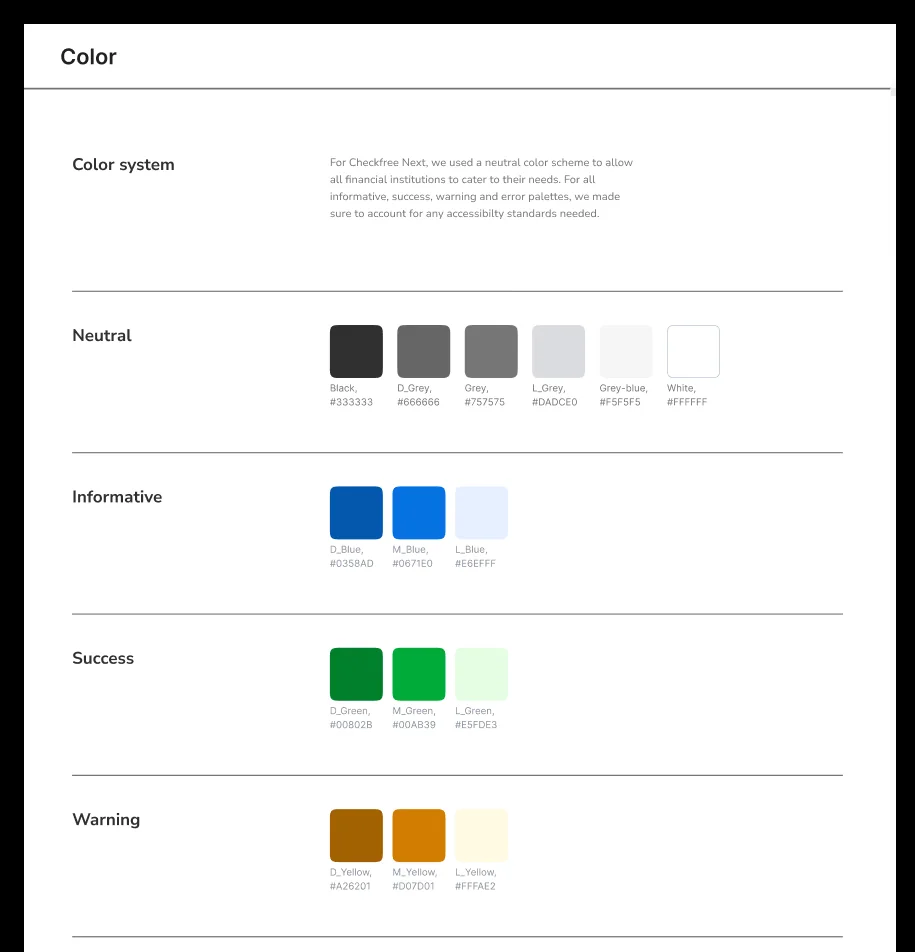 Color
Color system
For Checkfree Next, we used a neutral color scheme to allow
all financial institutions to cater to their needs. For all
informative, success, warning and error palettes, we made
sure to account for any accessibilty standards needed.
Neutral
Black,
#333333
D_Grey,
#666666
Grey,
#757575
L_Grey,
#DADCE0
Grey-blue,
#F5F5F5
White,
#FFFFFF
Informative
D_Blue,
#0358AD
M_Blue,
#0671E0
L_Blue,
#E6EFFF
Success
D_Green,
#00802B
M_Green,
#00AB39
L_Green,
#E5FDE3
Warning
D_Yellow,
#A26201
M_Yellow,
#D07D01
L_Yellow,
#FFFAE2